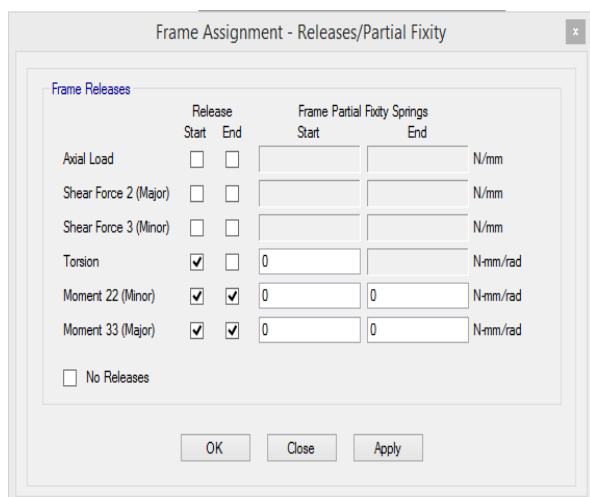 Frame Assignment - Releases/Partial Fixity
x
Frame Releases
Release Frame Partial Fixity Springs
Start End Start End
Axial Load N/mm
Shear Force 2 (Major) N/mm
Shear Force 3 (Minor) N/mm
Torsion 0 N-mm/rad
Moment 22 (Minor) 0 0 N-mm/rad
Moment 33 (Major) 0 0 N-mm/rad
No Releases
OK Close Apply